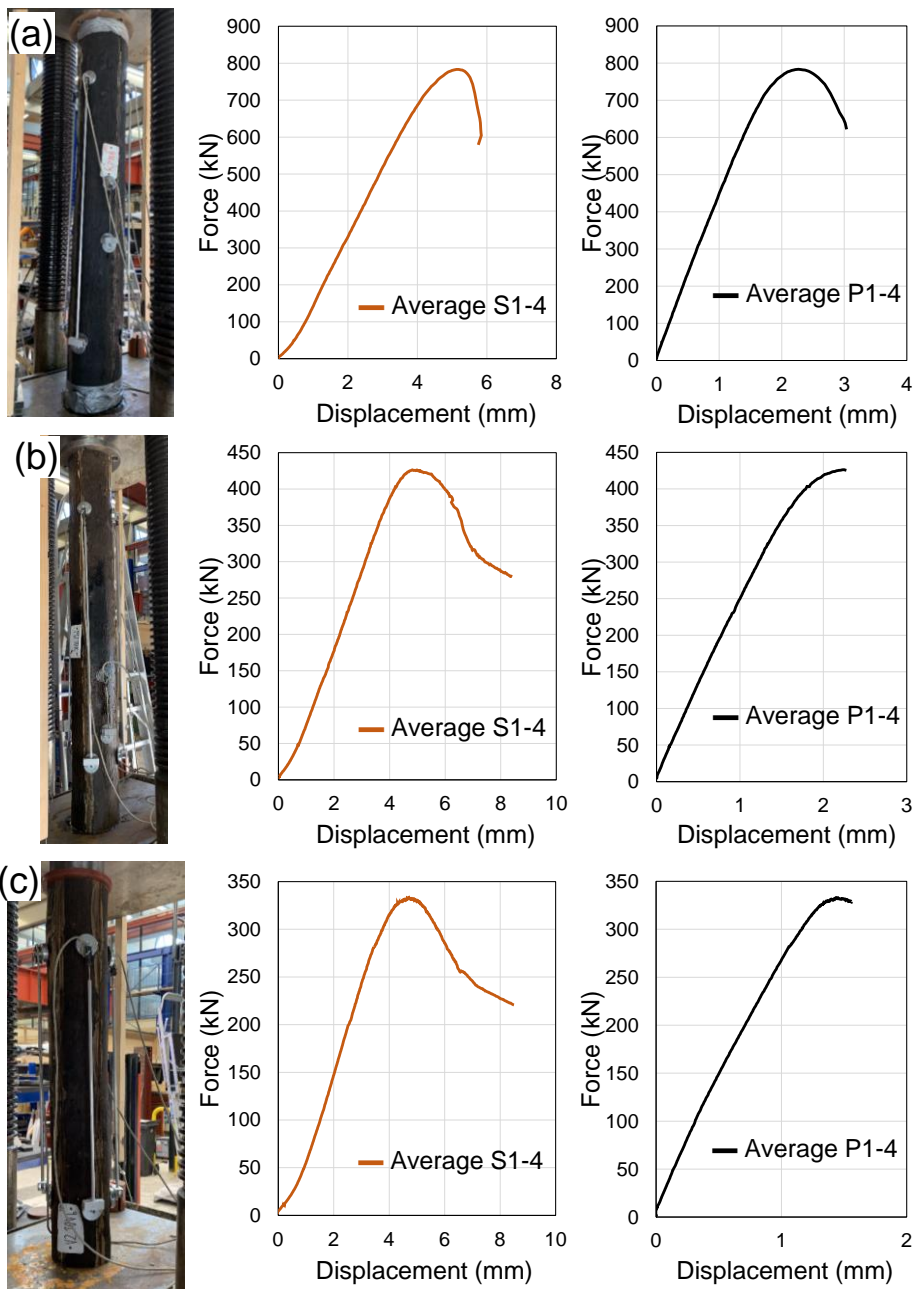 (a)
900
800
700
600
500
400
300
200
100
0
Force (kN)
Average S1-4
0 2 4 6 8
Displacement (mm)
900
800
700
600
500
400
300
200
100
0
Force (kN)
Average P1-4
0 1 2 3 4
Displacement (mm)
(b)
450
400
350
300
250
200
150
100
50
0
Force (kN)
Average S1-4
0 2 4 6 8 10
Displacement (mm)
450
400
350
300
250
200
150
100
50
0
Force (kN)
Average P1-4
0 1 2 3
Displacement (mm)
(c)
350
300
250
200
150
100
50
0
Force (kN)
Average S1-4
0 2 4 6 8 10
Displacement (mm)
350
300
250
200
150
100
50
0
Force (kN)
Average P1-4
0 1 2
Displacement (mm)